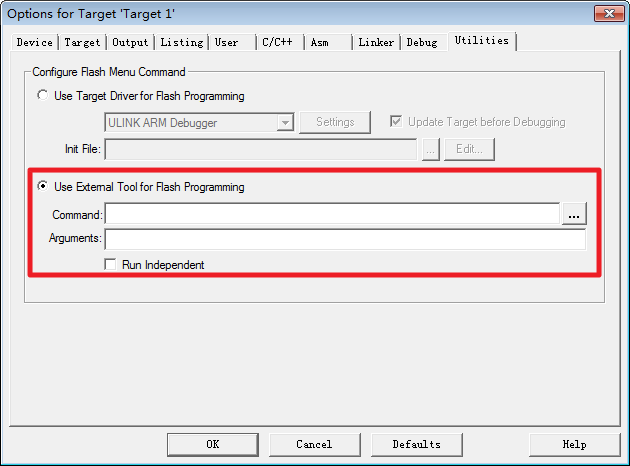 Options for Target 'Target 1'
Device Target Output Listing User C/C++ Asm Linker Debug Utilities
Configure Flash Menu Command
Use Target Driver for Flash Programming
ULINK ARM Debugger Settings Update Target before Debugging
Init File: ... Edit...
Use External Tool for Flash Programming
Command: ...
Arguments:
Run Independent
OK Cancel Defaults Help